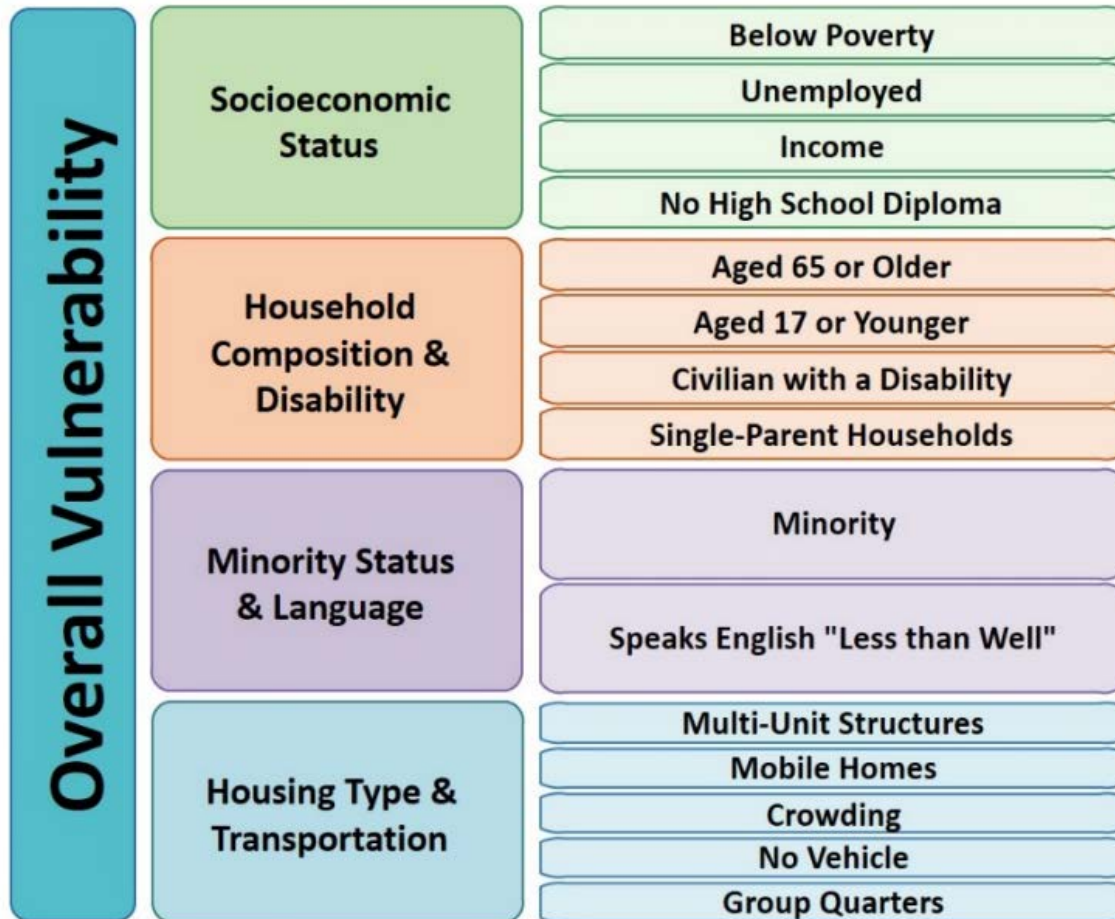 Overall Vulnerability
Socioeconomic
Status
Below Poverty
Unemployed
Income
No High School Diploma
Household
Composition &
Disability
Aged 65 or Older
Aged 17 or Younger
Civilian with a Disability
Single-Parent Households
Minority Status
& Language
Minority
Speaks English "Less than Well"
Housing Type &
Transportation
Multi-Unit Structures
Mobile Homes
Crowding
No Vehicle
Group Quarters